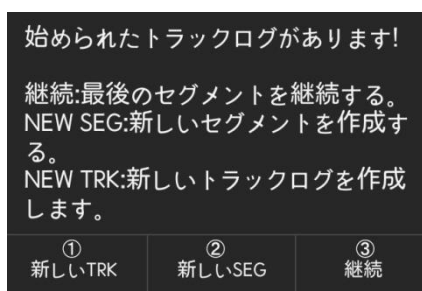 始められたトラックログがあります!
継続:最後のセグメントを継続する。
NEW SEG:新しいセグメントを作成す
る。
NEW TRK:新しいトラックログを作成
します。
① ② ③
新しいTRK 新しいSEG 継続